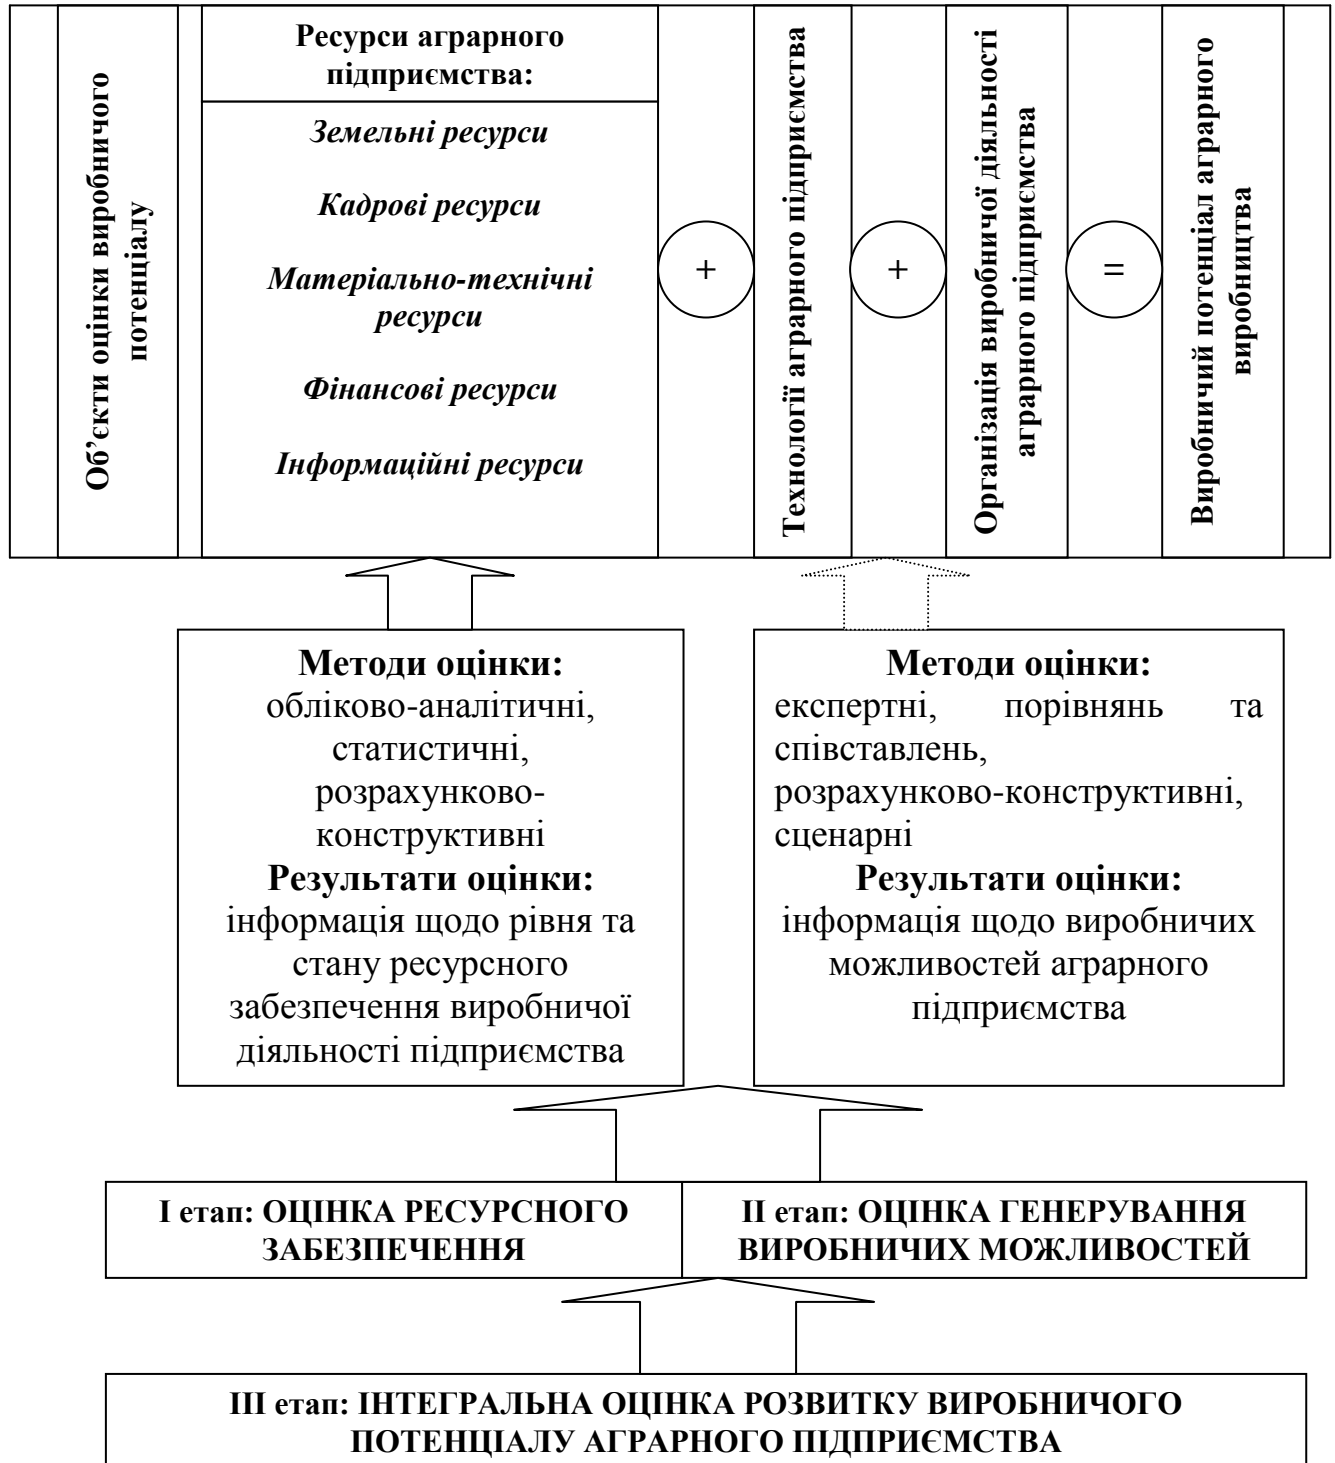 Об’єкти оцінки виробничого
потенціалу
Ресурси аграрного
підприємства:
Земельні ресурси
Кадрові ресурси
Матеріально-технічні
ресурси
Фінансові ресурси
Інформаційні ресурси
+
Технології аграрного підприємства
+
Організація виробничої діяльності
аграрного підприємства
=
Виробничий потенціал аграрного
виробництва
Методи оцінки:
обліково-аналітичні,
статистичні,
розрахунково-
конструктивні
Результати оцінки:
інформація щодо рівня та
стану ресурсного
забезпечення виробничої
діяльності підприємства
Методи оцінки:
експертні, порівнянь та
співставлень,
розрахунково-конструктивні,
сценарні
Результати оцінки:
інформація щодо виробничих
можливостей аграрного
підприємства
І етап: ОЦІНКА РЕСУРСНОГО
ЗАБЕЗПЕЧЕННЯ
ІІ етап: ОЦІНКА ГЕНЕРУВАННЯ
ВИРОБНИЧИХ МОЖЛИВОСТЕЙ
ІІІ етап: ІНТЕГРАЛЬНА ОЦІНКА РОЗВИТКУ ВИРОБНИЧОГО
ПОТЕНЦІАЛУ АГРАРНОГО ПІДПРИЄМСТВА